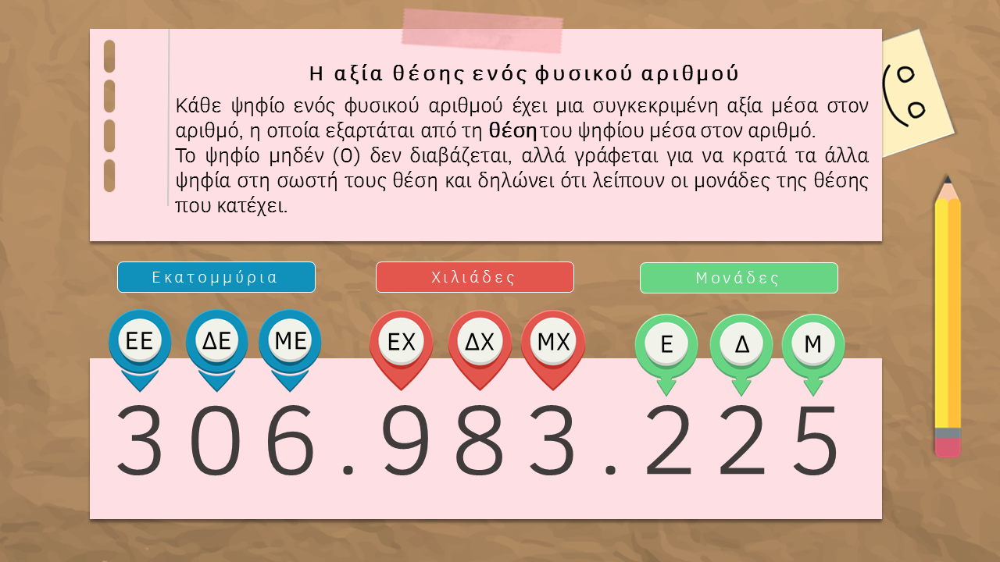 Η αξία θέσης ενός φυσικού αριθμού
Κάθε ψηφίο ενός φυσικού αριθμού έχει μια συγκεκριμένη αξία μέσα στον
αριθμό, η οποία εξαρτάται από τη θέση του ψηφίου μέσα στον αριθμό.
Το ψηφίο μηδέν (0) δεν διαβάζεται, αλλά γράφεται για να κρατά τα άλλα
ψηφία στη σωστή τους θέση και δηλώνει ότι λείπουν οι μονάδες της θέσης
που κατέχει.
Εκατομμύρια Χιλιάδες Μονάδες
ΕΕ ΔΕ ΜΕ ΕΧ ΔΧ ΜΧ Ε Δ Μ
306.983.225